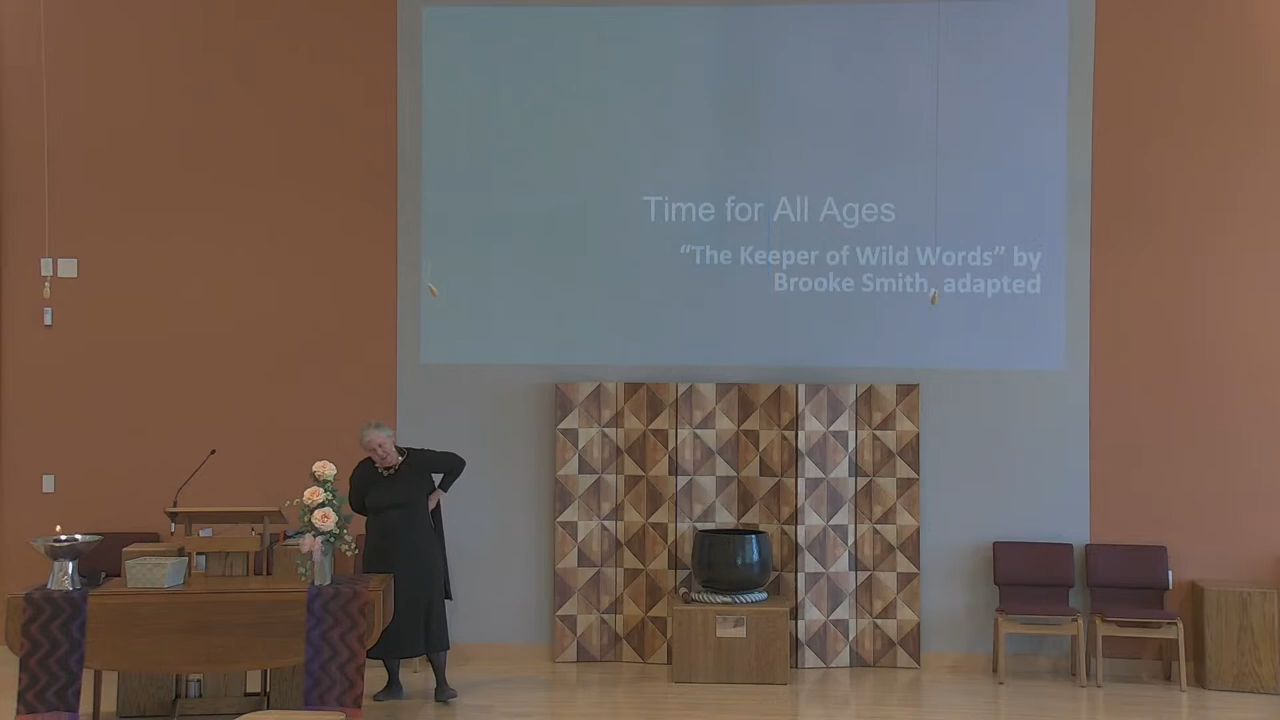 Time for All Ages
“The Keeper of Wild Words” by
Brooke Smith, adapted